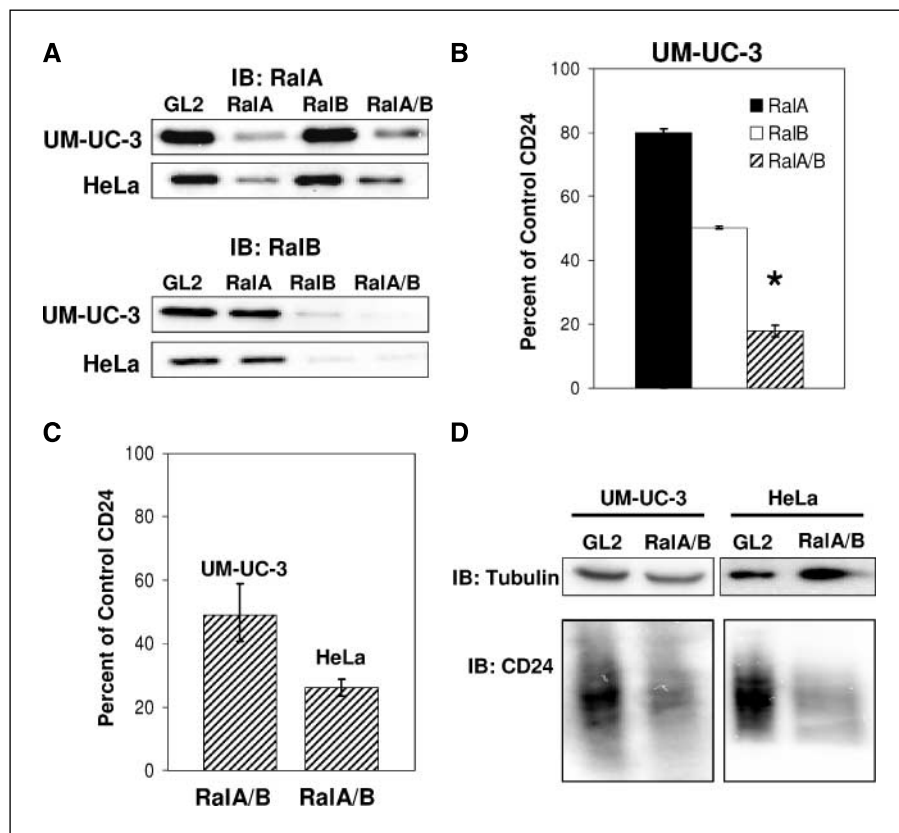 A
IB: RalA
GL2 RalA RalB RalA/B
UM-UC-3
HeLa
IB: RalB
GL2 RalA RalB RalA/B
UM-UC-3
HeLa
B
UM-UC-3
Percent of Control CD24
100
80
60
40
20
0
RalA
RalB
RalA/B
*
C
Percent of Control CD24
100
80
60
40
20
0
UM-UC-3
HeLa
RalA/B RalA/B
D
UM-UC-3 HeLa
GL2 RalA/B GL2 RalA/B
IB: Tubulin
IB: CD24